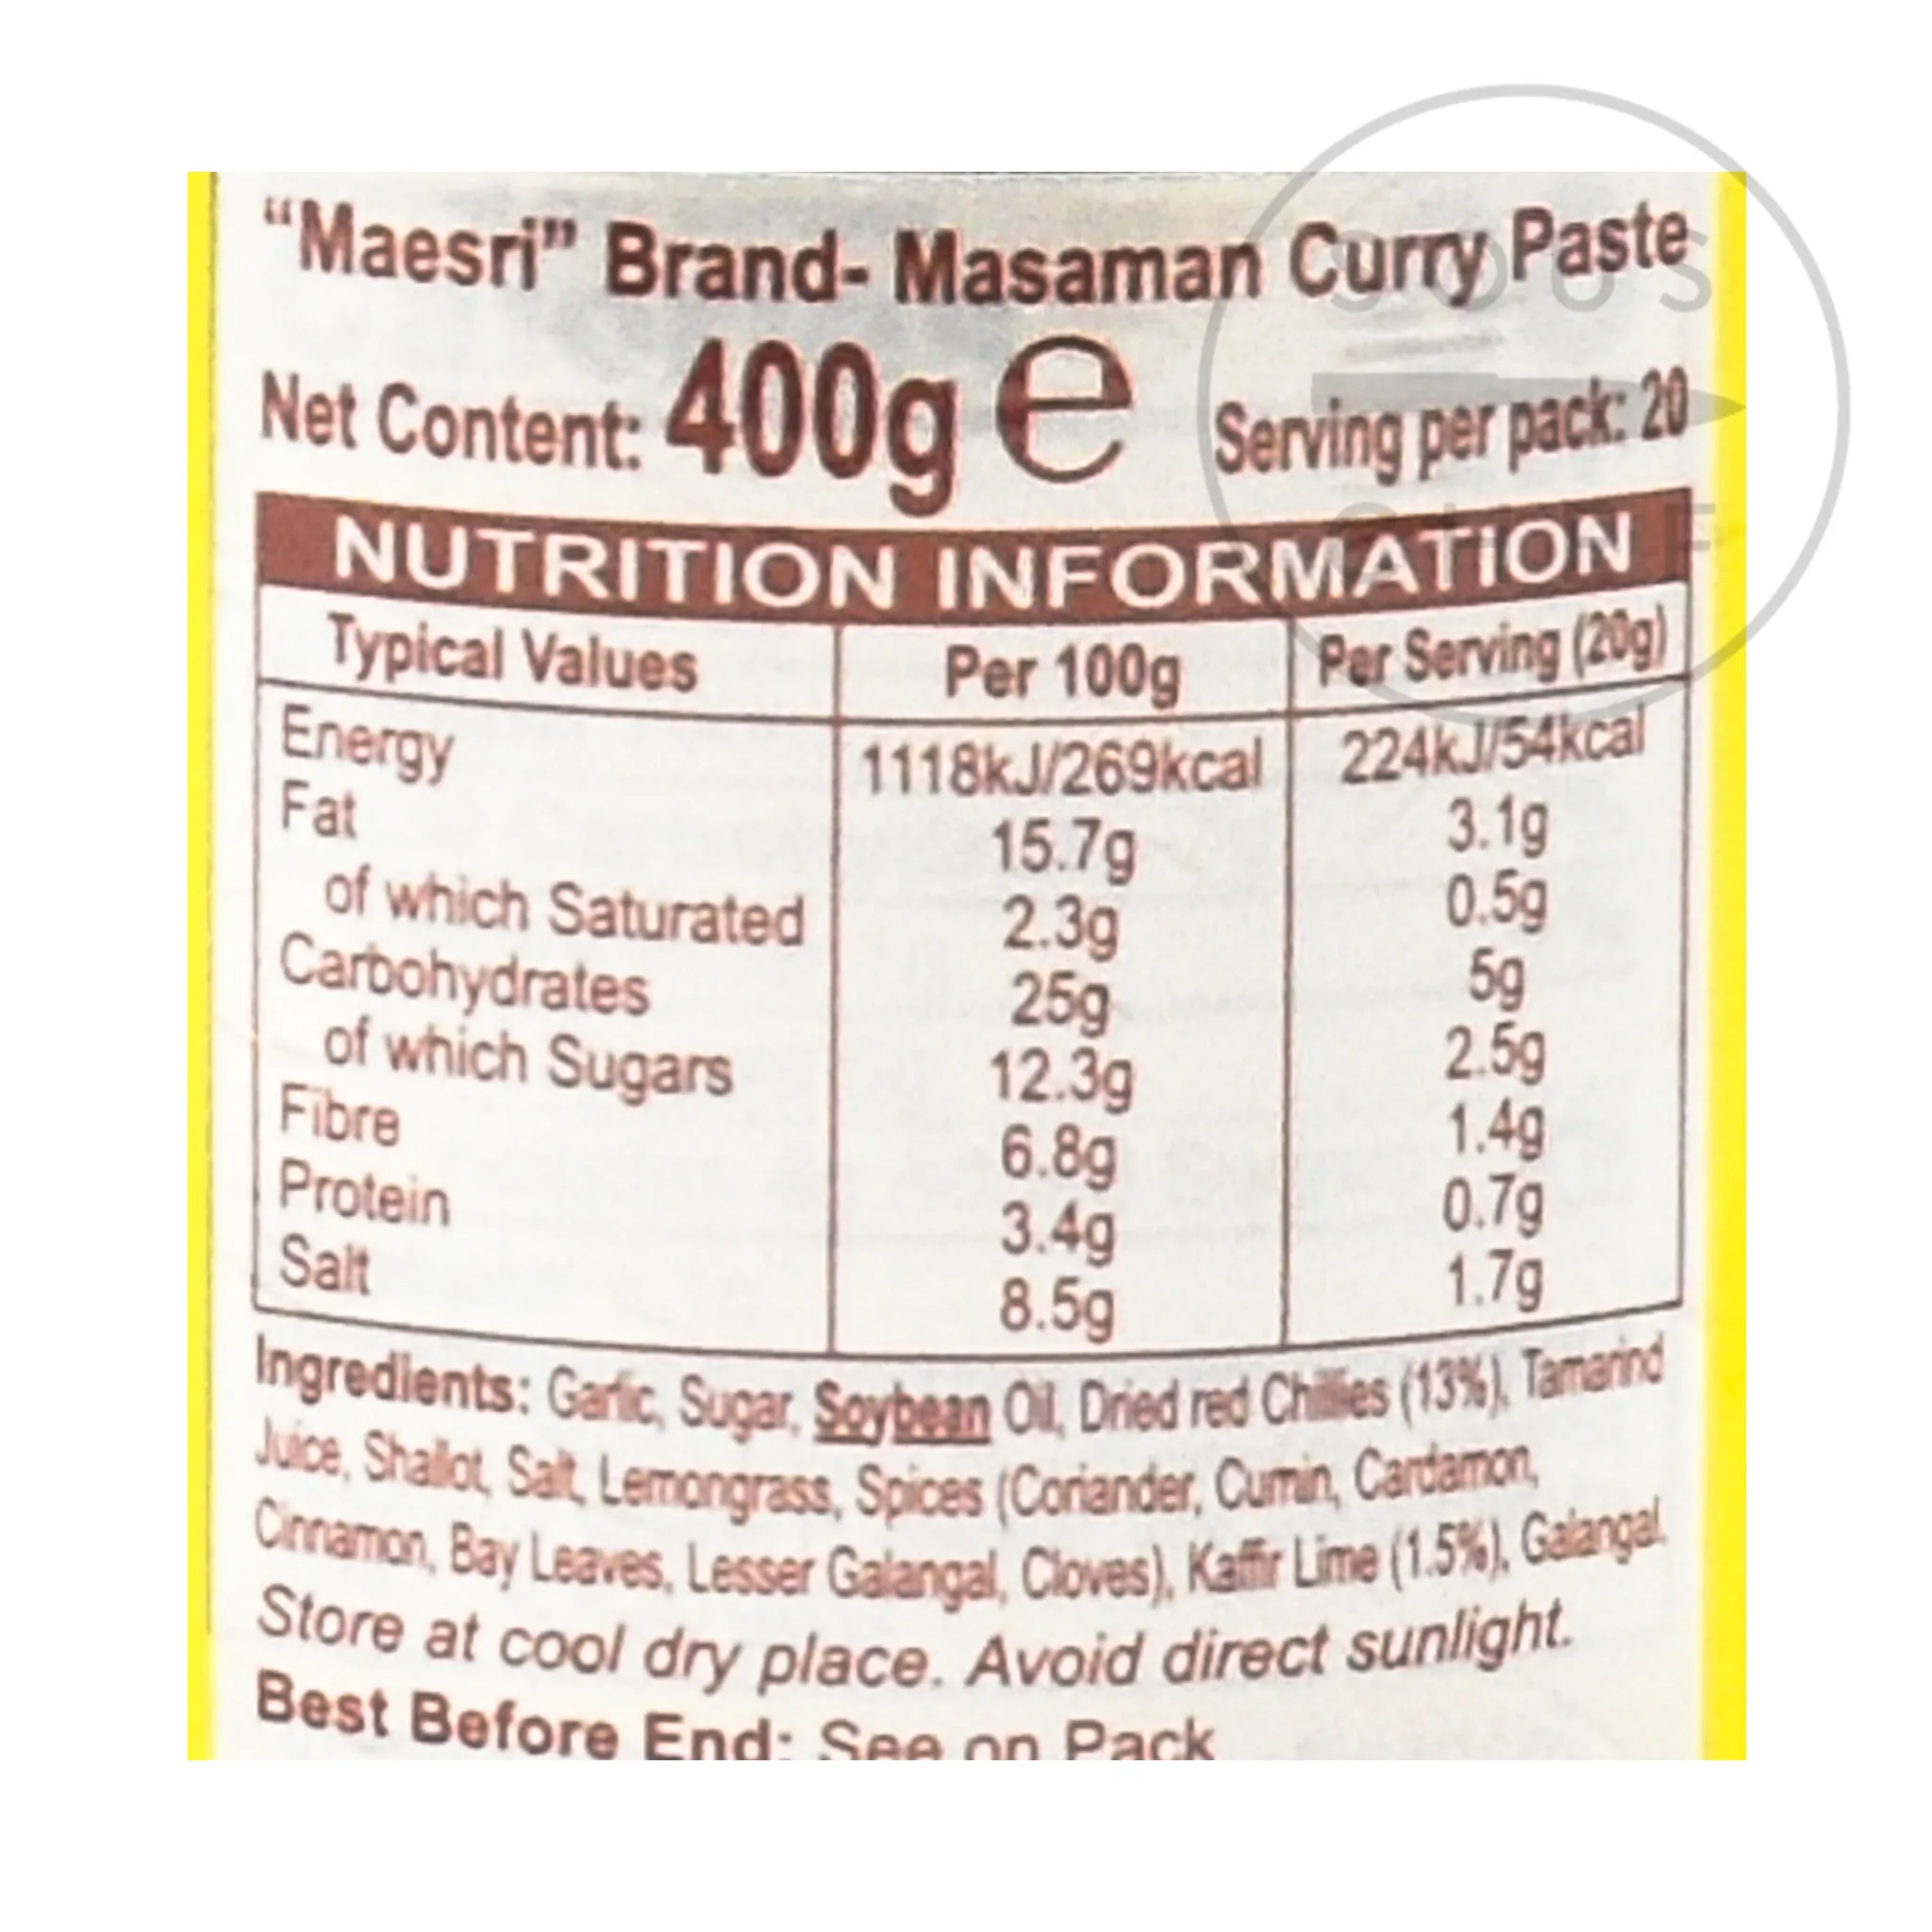 "Maesri" Brand- Masaman Curry Paste
Net Content: 400g e Serving per pack: 20
NUTRITION INFORMATION
Typical Values Per 100g Per Serving (20g)
Energy 1118kJ/269kcal 224kJ/54kcal
Fat 15.7g 3.1g
of which Saturated 2.3g 0.5g
Carbohydrates 25g 5g
of which Sugars 12.3g 2.5g
Fibre 6.8g 1.4g
Protein 3.4g 0.7g
Salt 8.5g 1.7g
Ingredients: Garlic, Sugar, Soybean Oil, Dried red Chillies (13%), Tamarind
Juice, Shallot, Salt, Lemongrass, Spices (Coriander, Cumin, Cardamon,
Cinnamon, Bay Leaves, Lesser Galangal, Cloves), Kaffir Lime (1.5%), Galangal.
Store at cool dry place. Avoid direct sunlight.
Best Before End: See on Pack
SOUS